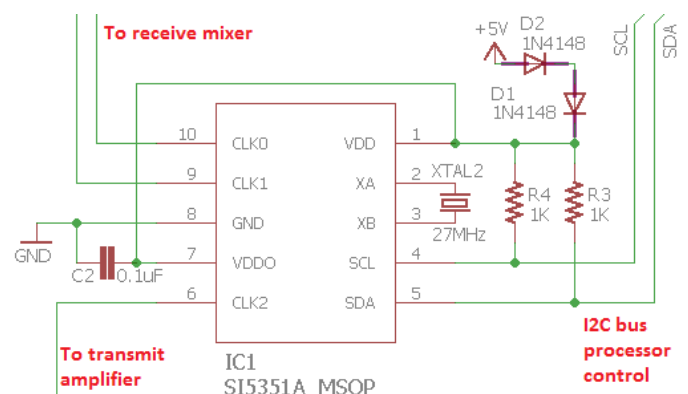 To receive mixer
+5V
D2
1N4148
SCL
SDA
D1
1N4148
10 CLK0 VDD 1
9 CLK1 XA 2 XTAL2
8 GND XB 3 27MHz
R4 1K
R3 1K
GND
C2 0.1uF
7 VDDO SCL 4
6 CLK2 SDA 5
To transmit
amplifier
IC1
SI5351A_MSOP
I2C bus
processor
control